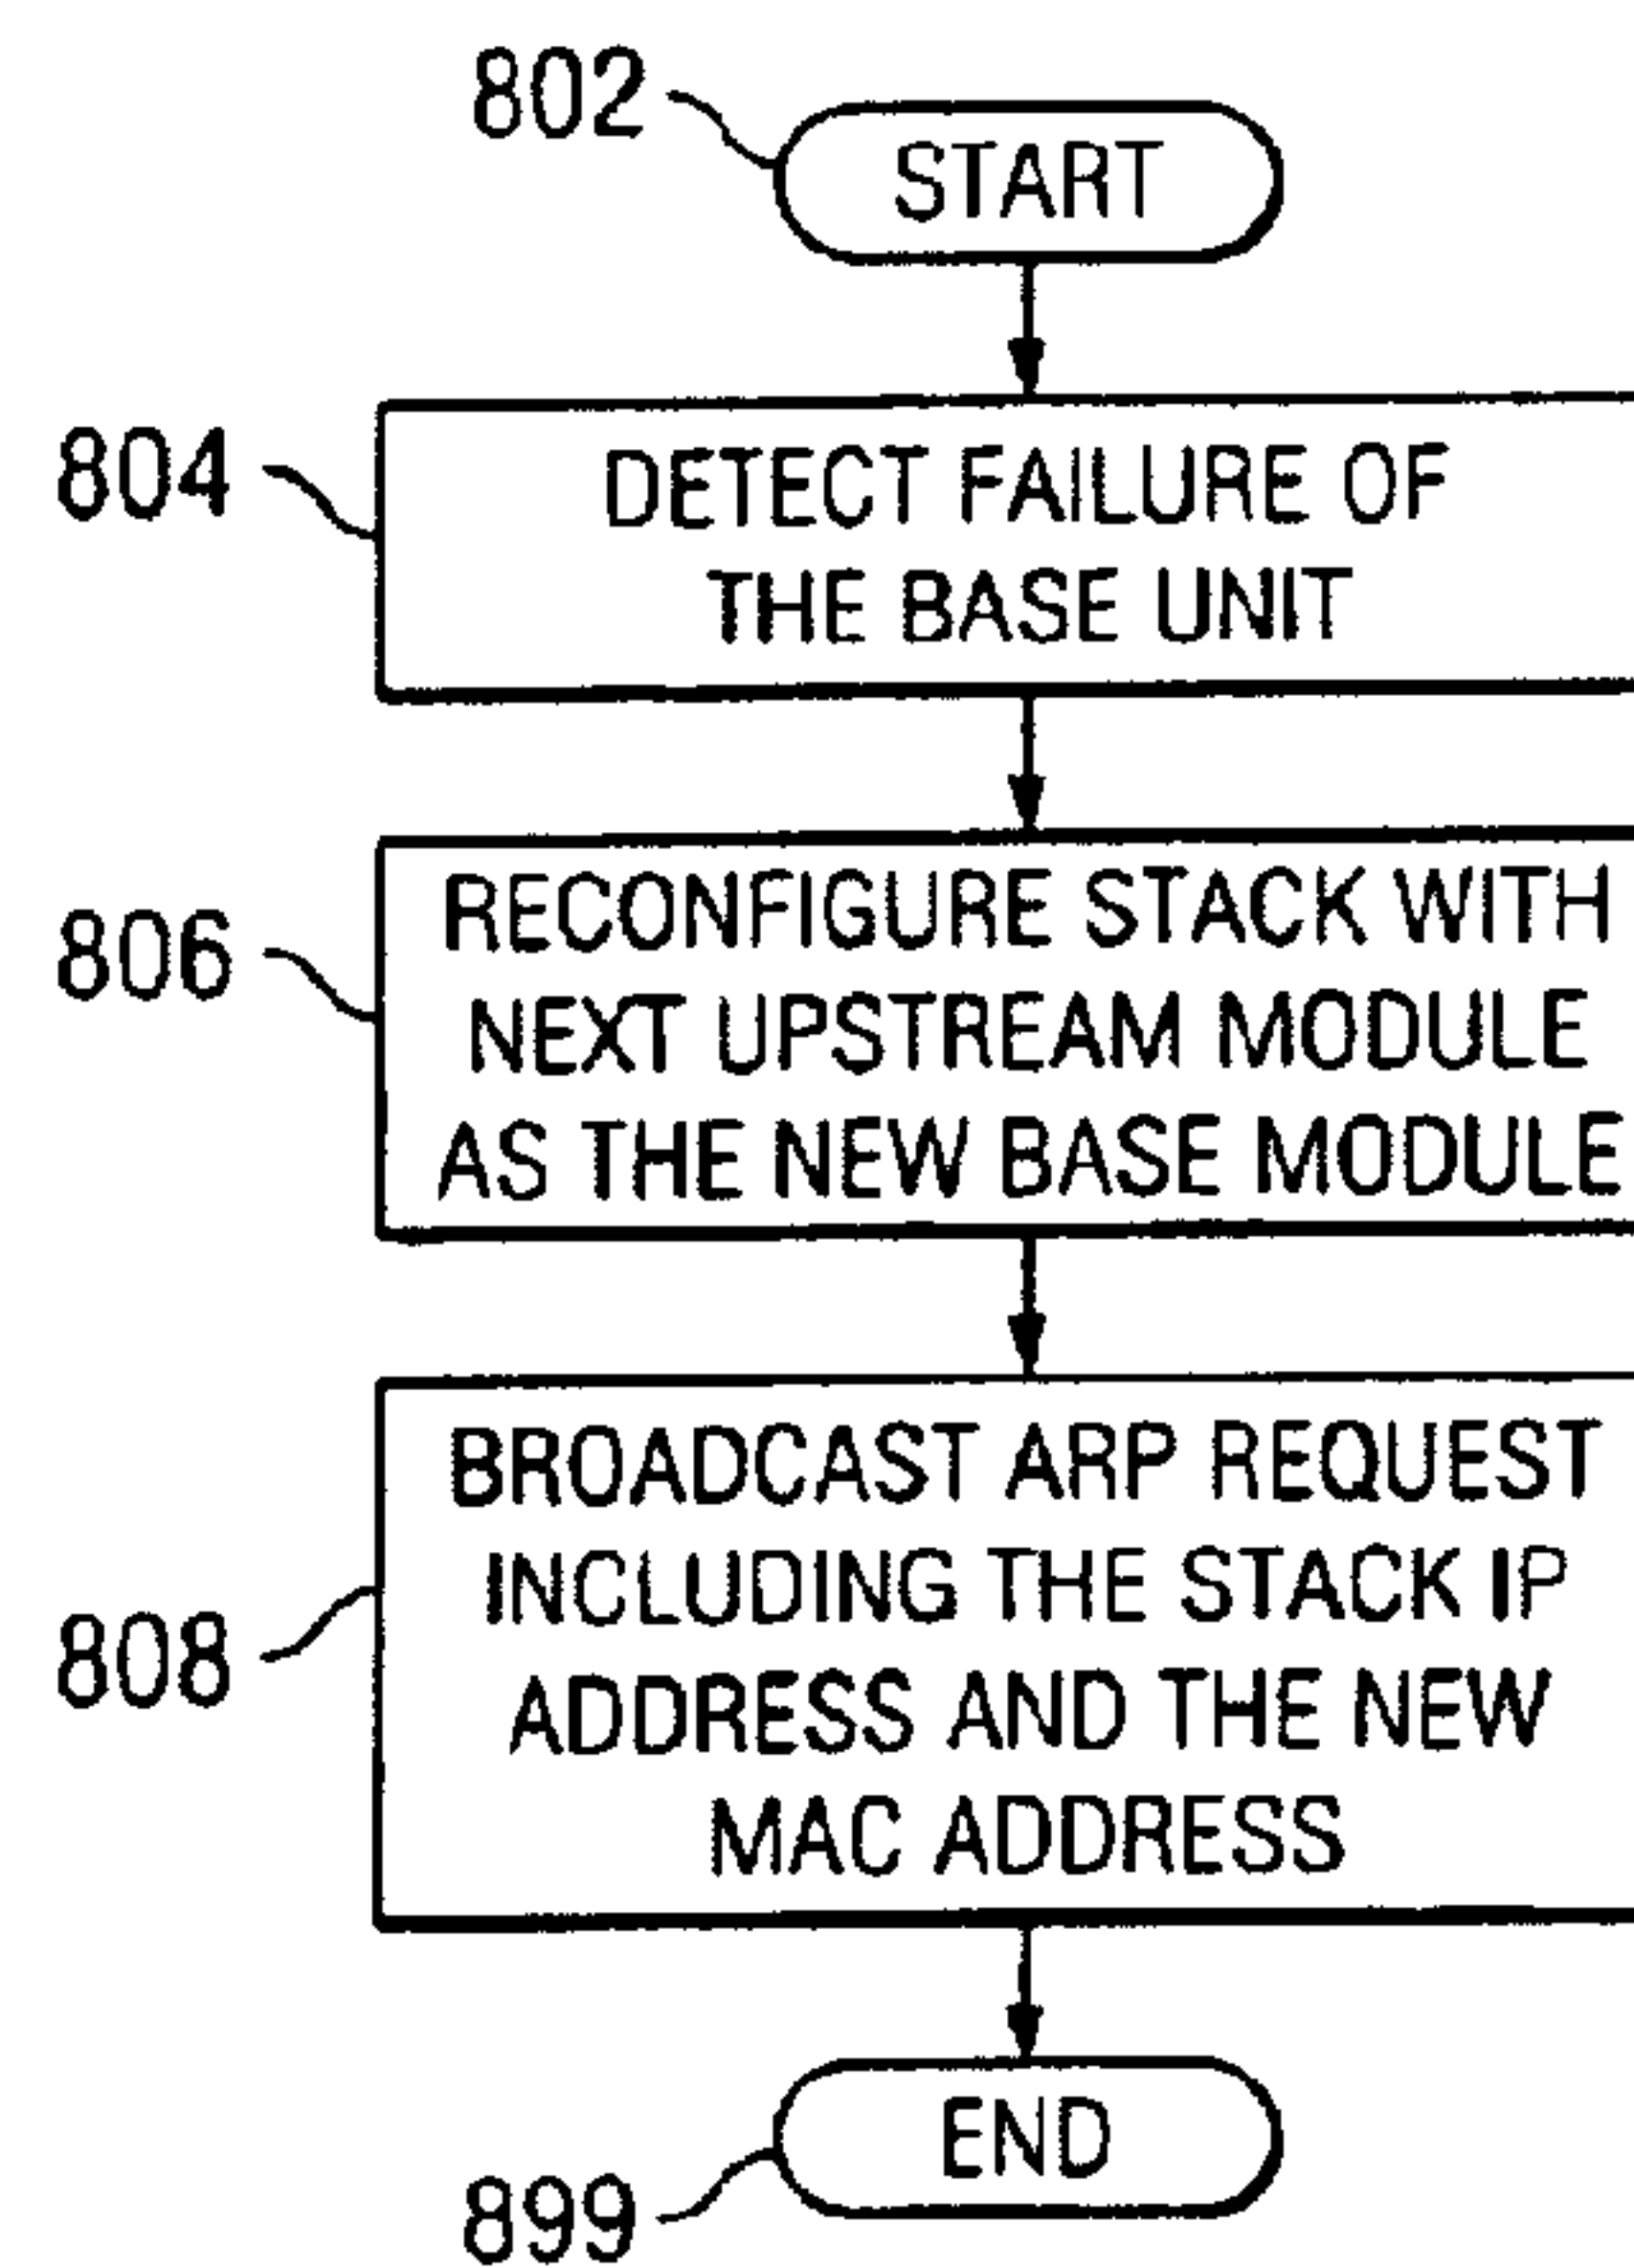 802
START
804
DETECT FAILURE OF
THE BASE UNIT
806
RECONFIGURE STACK WITH
NEXT UPSTREAM MODULE
AS THE NEW BASE MODULE
808
BROADCAST ARP REQUEST
INCLUDING THE STACK IP
ADDRESS AND THE NEW
MAC ADDRESS
END
899